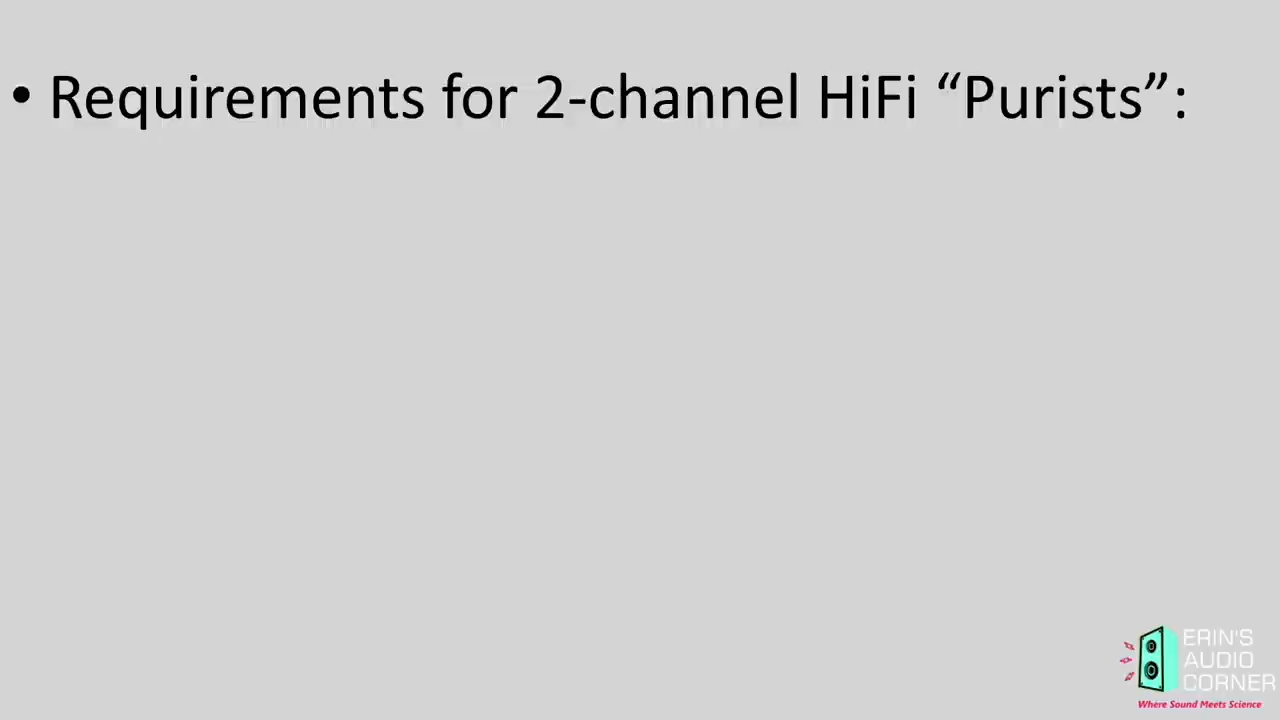 • Requirements for 2-channel HiFi “Purists”:
ERIN'S
AUDIO
CORNER
Where Sound Meets Science